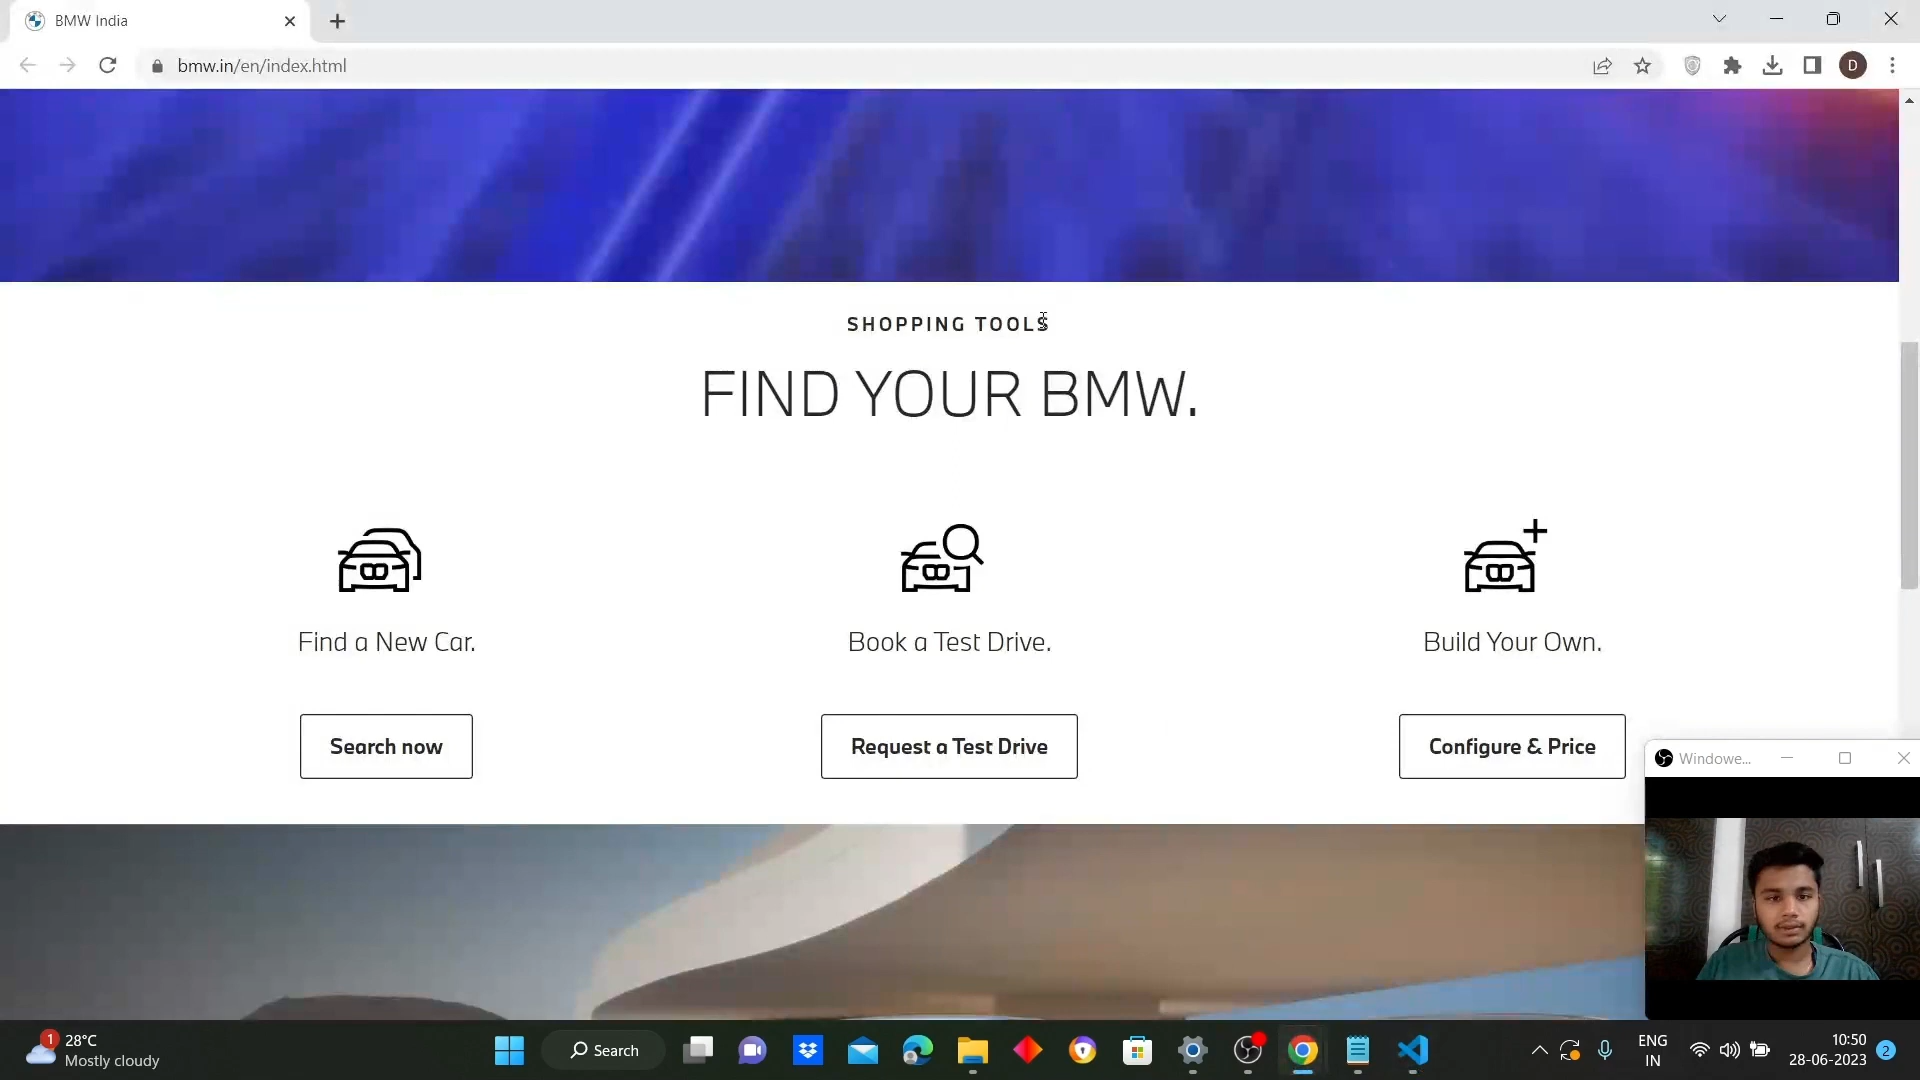 BMW India
bmw.in/en/index.html
D
SHOPPING TOOLS
FIND YOUR BMW.
Find a New Car.
Book a Test Drive.
Build Your Own.
Search now
Request a Test Drive
Configure & Price
Windowe...
1
28°C
Mostly cloudy
Search
ENG
IN
10:50
28-06-2023
2